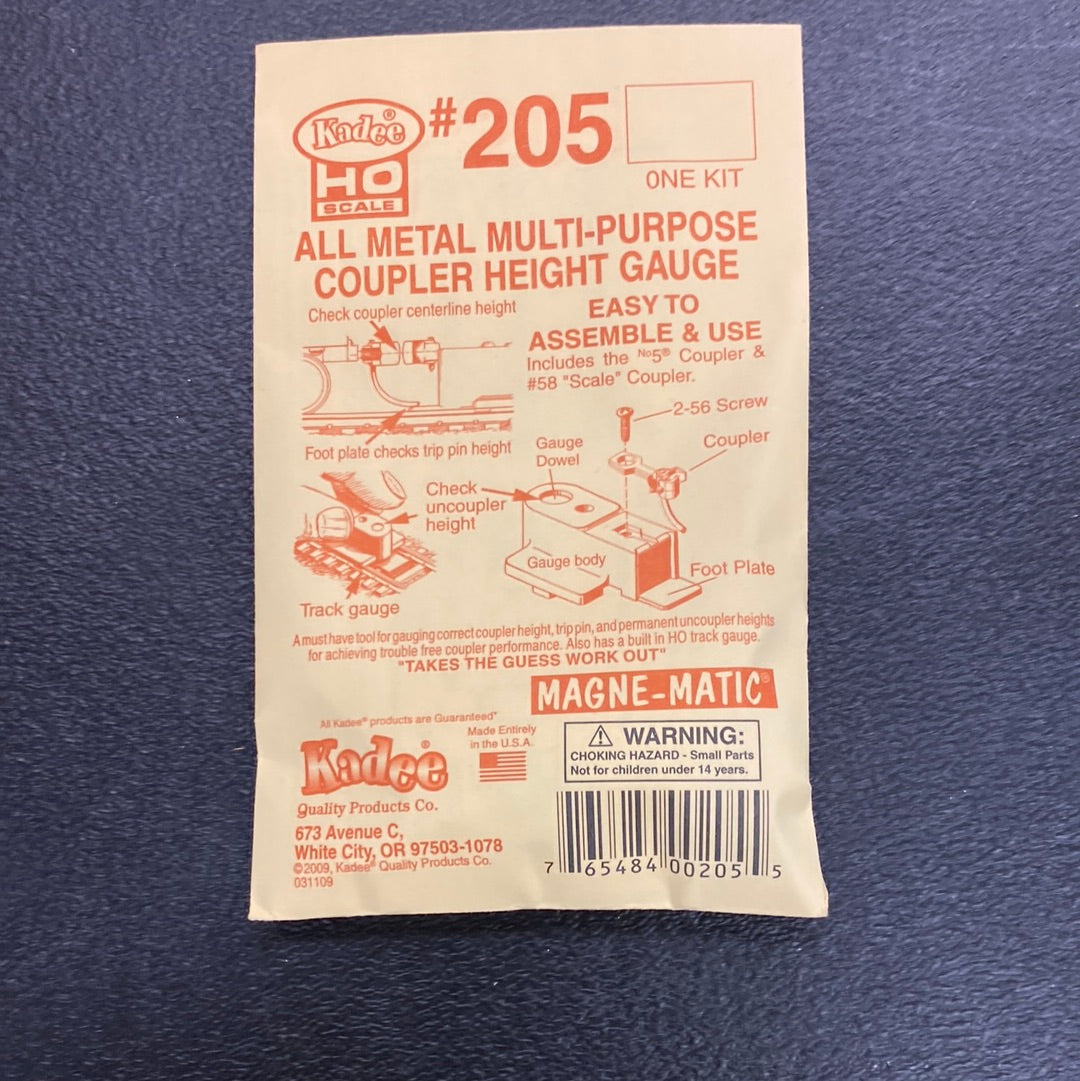 Kadee®
HO
SCALE
#205
ONE KIT
ALL METAL MULTI-PURPOSE
COUPLER HEIGHT GAUGE
Check coupler centerline height
EASY TO
ASSEMBLE & USE
Includes the No5® Coupler &
#58 "Scale" Coupler.
Foot plate checks trip pin height
2-56 Screw
Coupler
Gauge
Dowel
Check
uncoupler
height
Gauge body
Foot Plate
Track gauge
A must have tool for gauging correct coupler height, trip pin, and permanent uncoupler heights
for achieving trouble free coupler performance. Also has a built in HO track gauge.
"TAKES THE GUESS WORK OUT"
MAGNE-MATIC®
All Kadee® products are Guaranteed"
Made Entirely
in the U.S.A.
Kadee®
Quality Products Co.
673 Avenue C,
White City, OR 97503-1078
©2009, Kadee® Quality Products Co.
031109
WARNING:
CHOKING HAZARD - Small Parts
Not for children under 14 years.
7 65484 00205 5